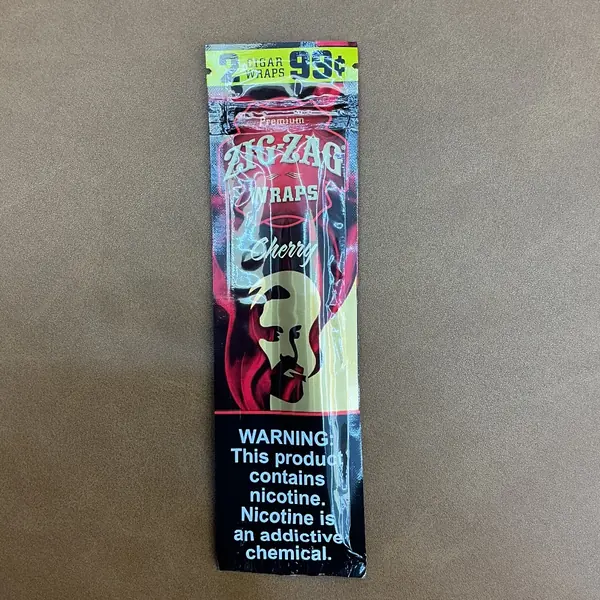 2 CIGAR WRAPS 99¢
Premium
ZIG-ZAG
WRAPS
Cherry
WARNING:
This product
contains
nicotine.
Nicotine is
an addictive
chemical.